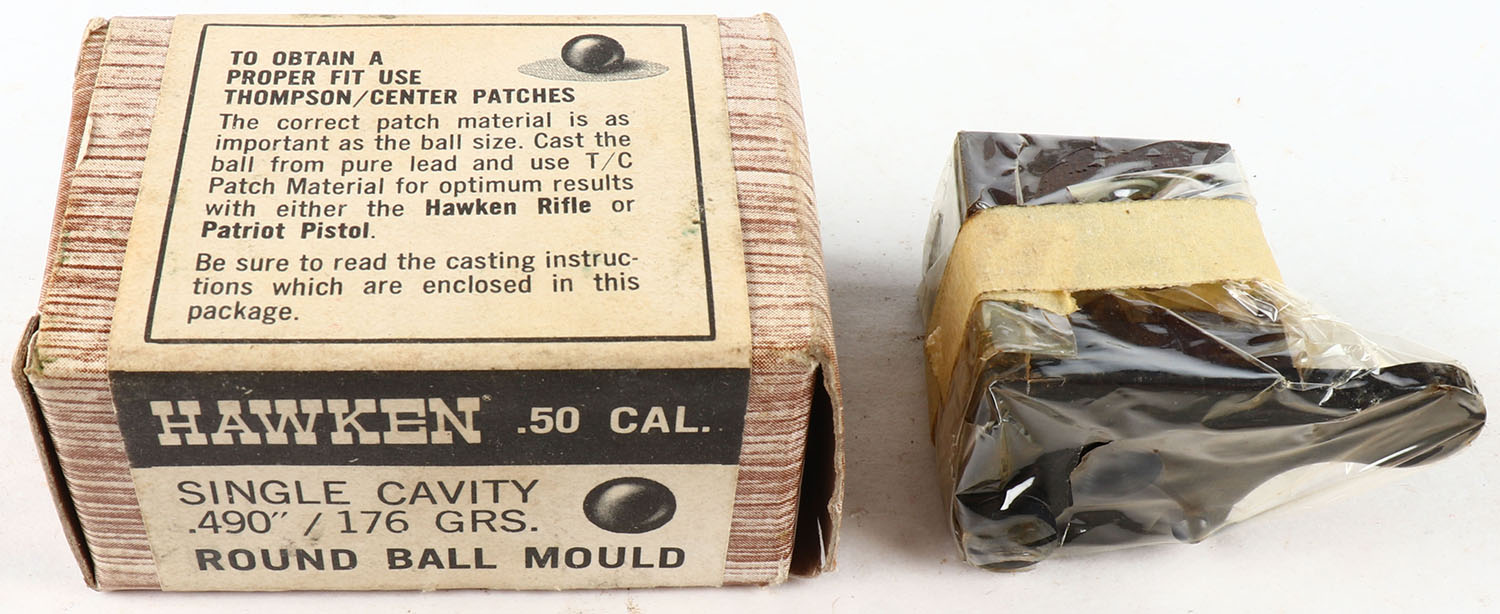 TO OBTAIN A
PROPER FIT USE
THOMPSON/CENTER PATCHES
The correct patch material is as
important as the ball size. Cast the
ball from pure lead and use T/C
Patch Material for optimum results
with either the Hawken Rifle or
Patriot Pistol.
Be sure to read the casting instruc-
tions which are enclosed in this
package.
HAWKEN .50 CAL.
SINGLE CAVITY
.490″ / 176 GRS.
ROUND BALL MOULD